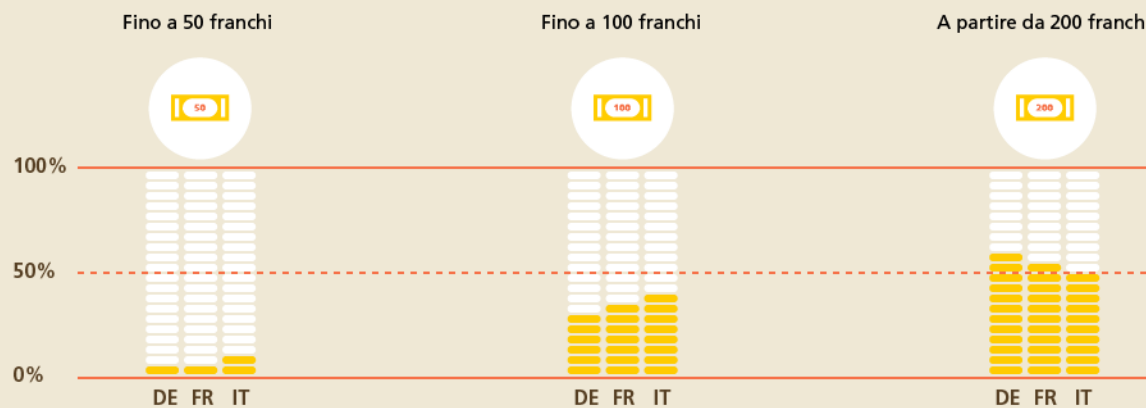 Fino a 50 franchi
Fino a 100 franchi
A partire da 200 franch
50
100
200
100%
50%
0%
DE FR IT
DE FR IT
DE FR IT